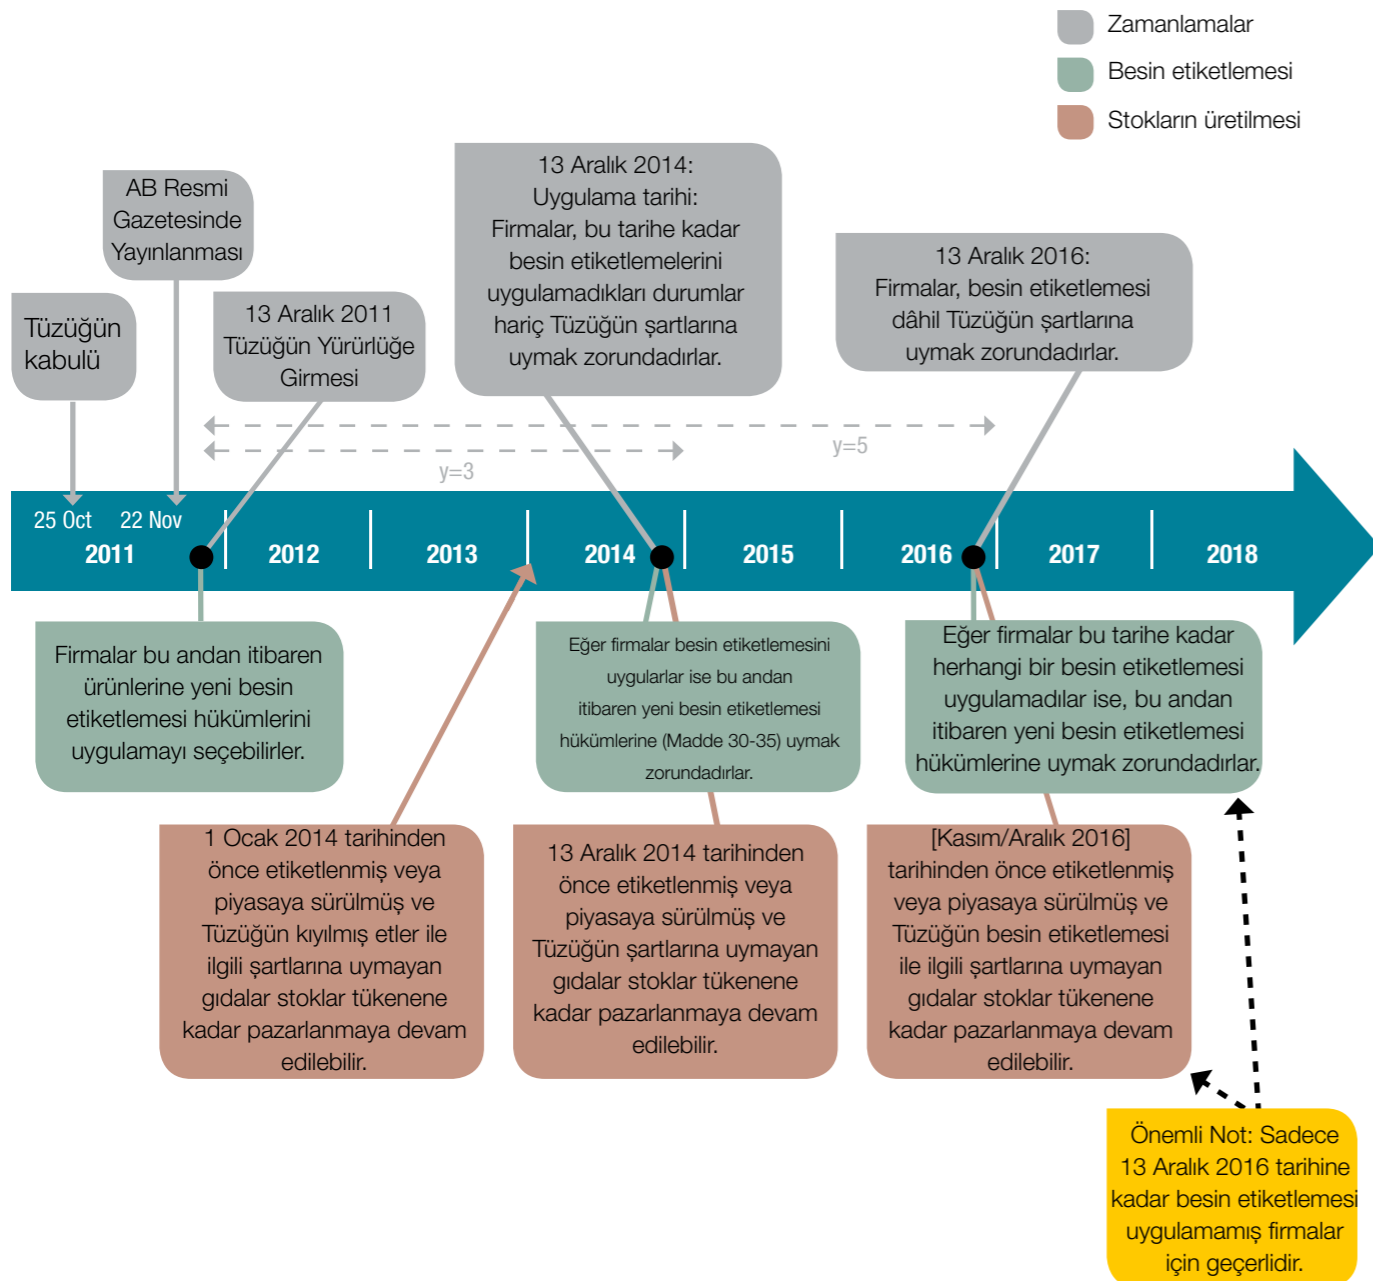 Zamanlamalar
Besin etiketlemesi
Stokların üretilmesi
Tüzüğün
kabulü
AB Resmi
Gazetesinde
Yayınlanması
13 Aralık 2011
Tüzüğün Yürürlüğe
Girmesi
13 Aralık 2014:
Uygulama tarihi:
Firmalar, bu tarihe kadar
besin etiketlemelerini
uygulamadıkları durumlar
hariç Tüzüğün şartlarına
uymak zorundadırlar.
13 Aralık 2016:
Firmalar, besin etiketlemesi
dâhil Tüzüğün şartlarına
uymak zorundadırlar.
y=5
y=3
25 Oct 22 Nov
2011 2012 2013 2014 2015 2016 2017 2018
Firmalar bu andan itibaren
ürünlerine yeni besin
etiketlemesi hükümlerini
uygulamayı seçebilirler.
Eğer firmalar besin etiketlemesini
uygularlar ise bu andan
itibaren yeni besin etiketlemesi
hükümlerine (Madde 30-35) uymak
zorundadırlar.
Eğer firmalar bu tarihe kadar
herhangi bir besin etiketlemesi
uygulamadılar ise, bu andan
itibaren yeni besin etiketlemesi
hükümlerine uymak zorundadırlar.
1 Ocak 2014 tarihinden
önce etiketlenmiş veya
piyasaya sürülmüş ve
Tüzüğün kıyılmış etler ile
ilgili şartlarına uymayan
gıdalar stoklar tükenene
kadar pazarlanmaya devam
edilebilir.
13 Aralık 2014 tarihinden
önce etiketlenmiş veya
piyasaya sürülmüş ve
Tüzüğün şartlarına uymayan
gıdalar stoklar tükenene
kadar pazarlanmaya devam
edilebilir.
[Kasım/Aralık 2016]
tarihinden önce etiketlenmiş
veya piyasaya sürülmüş ve
Tüzüğün besin etiketlemesi
ile ilgili şartlarına uymayan
gıdalar stoklar tükenene
kadar pazarlanmaya devam
edilebilir.
Önemli Not: Sadece
13 Aralık 2016 tarihine
kadar besin etiketlemesi
uygulamamış firmalar
için geçerlidir.